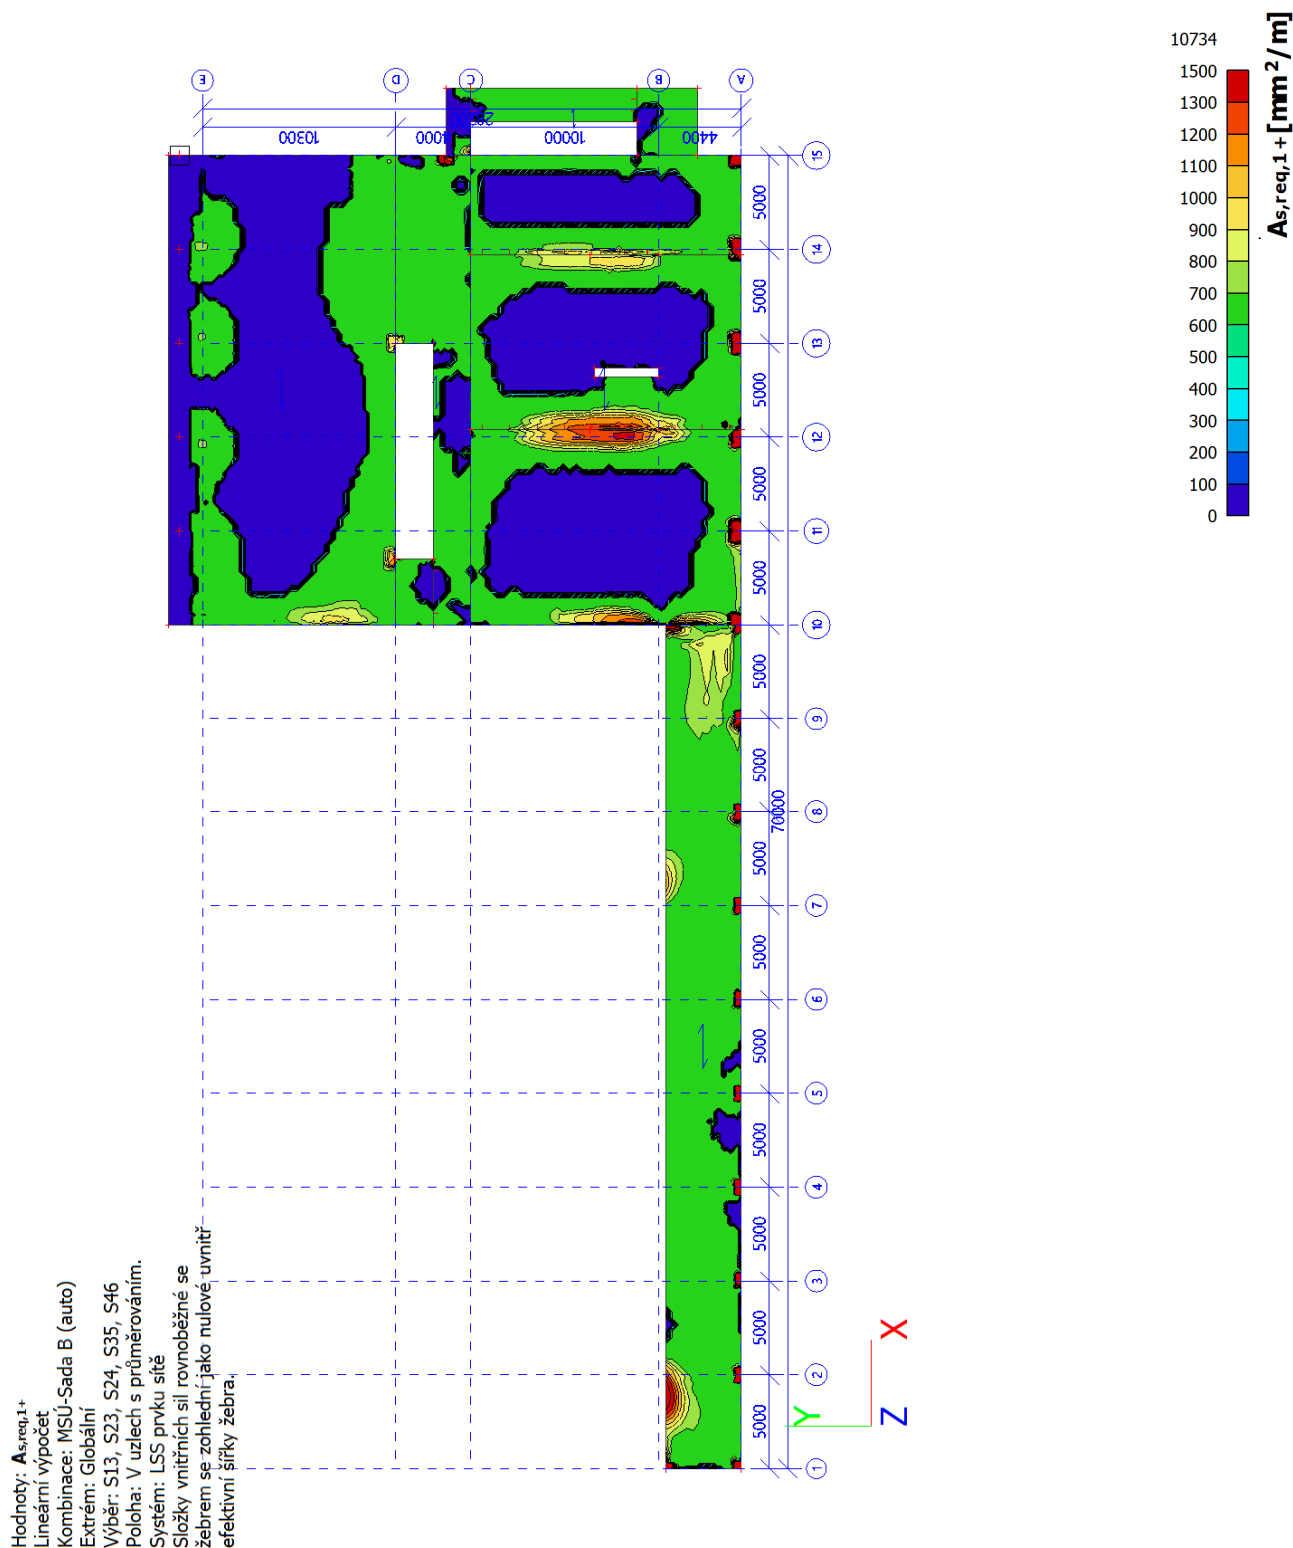 10734
As,req,1+ [mm²/m]
1500
1300
1200
1100
1000
900
800
700
600
500
400
300
200
100
0
E
D
C
B
A
10300
4000
10000
4400
15
5000
14
5000
13
5000
12
5000
11
5000
10
5000
9
5000
8
70000
5000
7
5000
6
5000
5
5000
4
5000
3
5000
2
5000
1
X
Y
Z
Hodnoty: As,req,1+
Lineární výpočet
Kombinace: MSÚ-Sada B (auto)
Extrém: Globální
Výběr: S13, S23, S24, S35, S46
Poloha: V uzlech s průměrováním.
Systém: LSS prvku sítě
Složky vnitřních sil rovnoběžné se
žebrem se zohlední jako nulové uvnitř
efektivní šířky žebra.